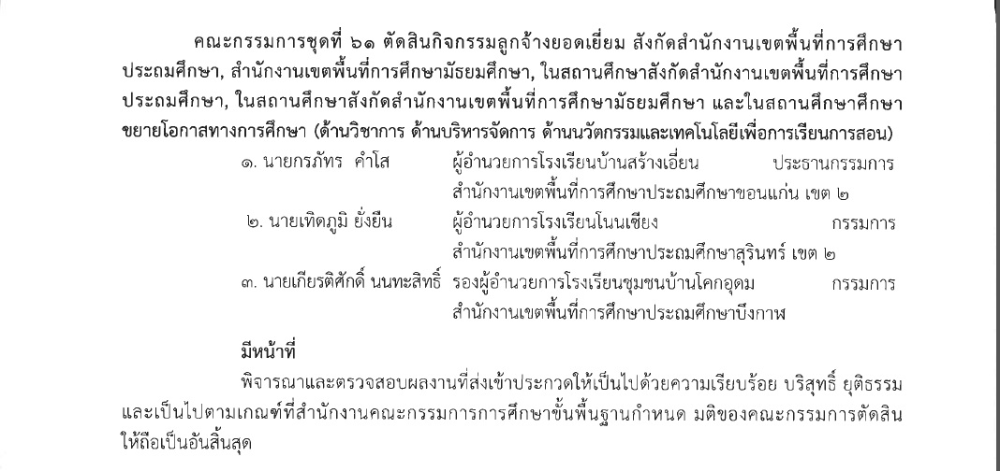 คณะกรรมการชุดที่ ๖๑ ตัดสินกิจกรรมลูกจ้างยอดเยี่ยม สังกัดสำนักงานเขตพื้นที่การศึกษา
ประถมศึกษา, สำนักงานเขตพื้นที่การศึกษามัธยมศึกษา, ในสถานศึกษาสังกัดสำนักงานเขตพื้นที่การศึกษา
ประถมศึกษา, ในสถานศึกษาสังกัดสำนักงานเขตพื้นที่การศึกษามัธยมศึกษา และในสถานศึกษาศึกษา
ขยายโอกาสทางการศึกษา (ด้านวิชาการ ด้านบริหารจัดการ ด้านนวัตกรรมและเทคโนโลยีเพื่อการเรียนการสอน)
๑. นายกรภัทร คำโส ผู้อำนวยการโรงเรียนบ้านสร้างเอี่ยน ประธานกรรมการ
สำนักงานเขตพื้นที่การศึกษาประถมศึกษาขอนแก่น เขต ๒
๒. นายเทิดภูมิ ยั่งยืน ผู้อำนวยการโรงเรียนโนนเซียง กรรมการ
สำนักงานเขตพื้นที่การศึกษาประถมศึกษาสุรินทร์ เขต ๒
๓. นายเกียรติศักดิ์ นนทะสิทธิ์ รองผู้อำนวยการโรงเรียนชุมชนบ้านโคกอุดม กรรมการ
สำนักงานเขตพื้นที่การศึกษาประถมศึกษาบึงกาฬ
มีหน้าที่
พิจารณาและตรวจสอบผลงานที่ส่งเข้าประกวดให้เป็นไปด้วยความเรียบร้อย บริสุทธิ์ ยุติธรรม
และเป็นไปตามเกณฑ์ที่สำนักงานคณะกรรมการการศึกษาขั้นพื้นฐานกำหนด มติของคณะกรรมการตัดสิน
ให้ถือเป็นอันสิ้นสุด